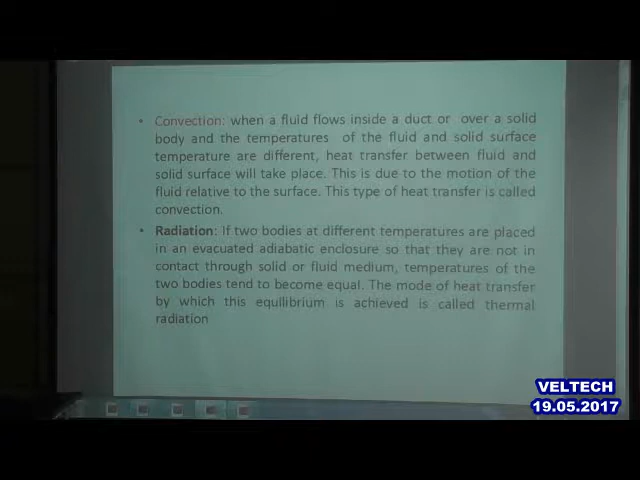 • Convection: when a fluid flows inside a duct or over a solid
body and the temperatures of the fluid and solid surface
temperature are different, heat transfer between fluid and
solid surface will take place. This is due to the motion of the
fluid relative to the surface. This type of heat transfer is called
convection.
• Radiation: If two bodies at different temperatures are placed
in an evacuated adiabatic enclosure so that they are not in
contact through solid or fluid medium, temperatures of the
two bodies tend to become equal. The mode of heat transfer
by which this equilibrium is achieved is called thermal
radiation
VELTECH
19.05.2017